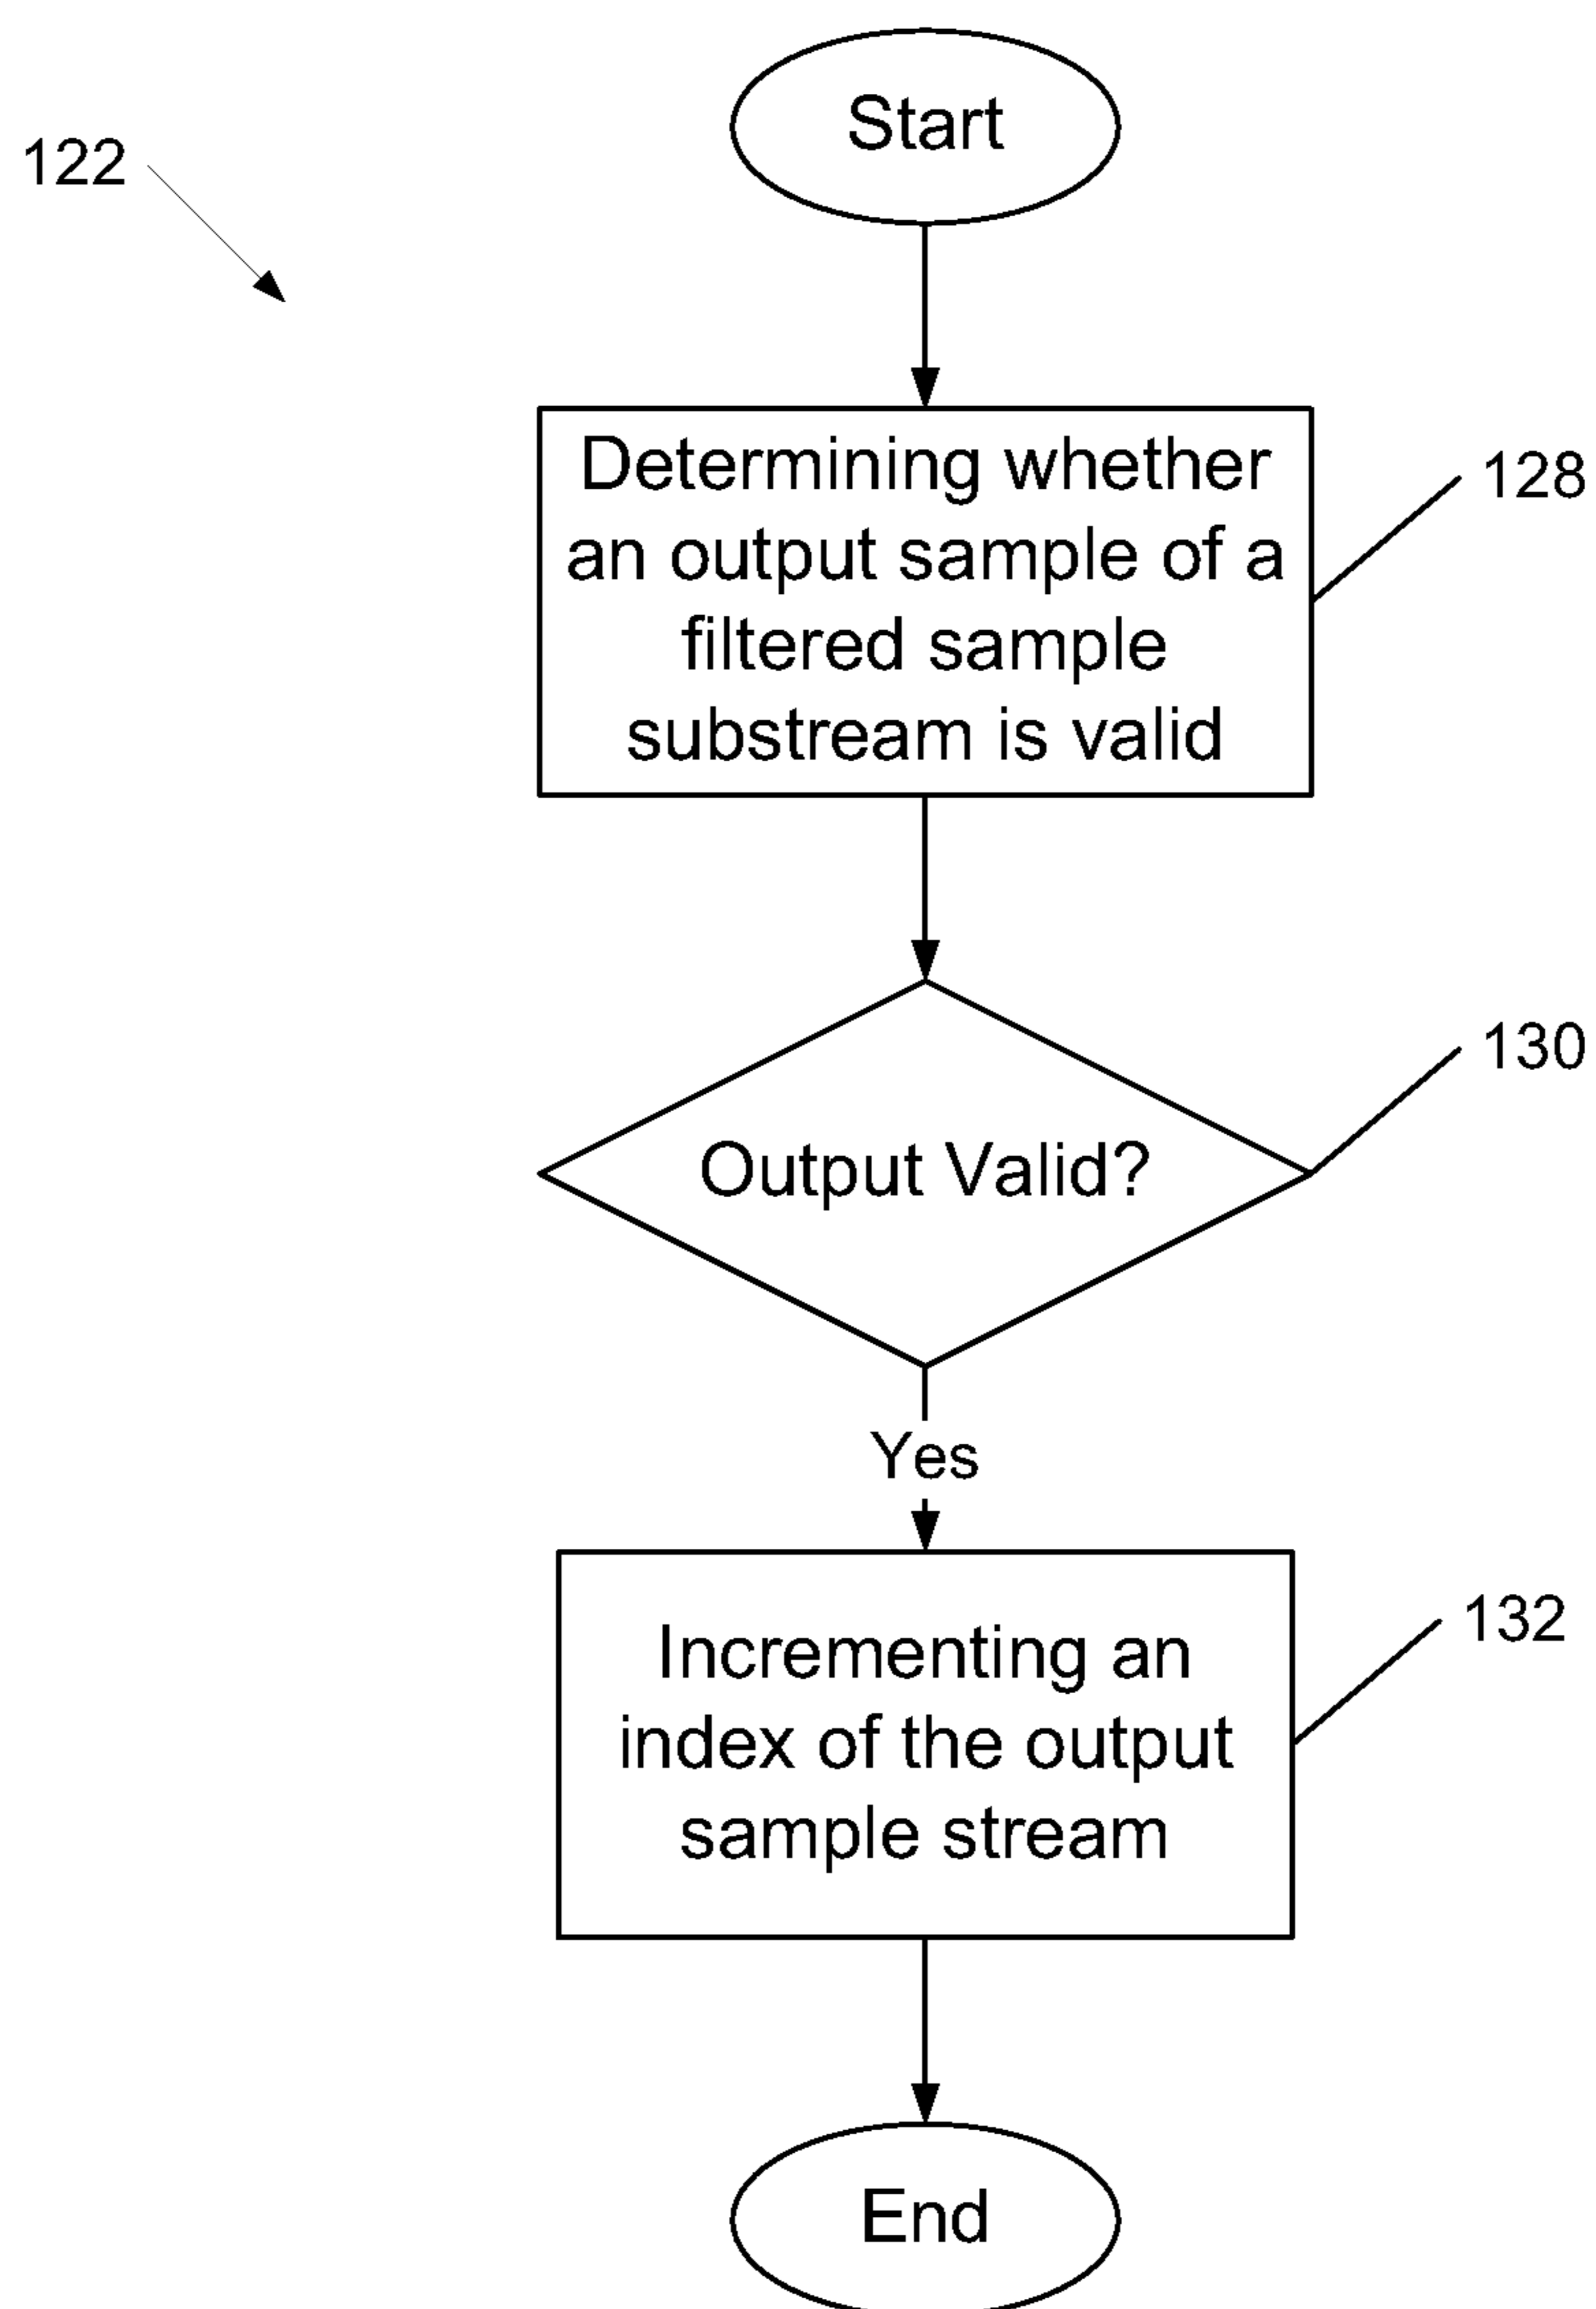 Start
122
Determining whether
an output sample of a
filtered sample
substream is valid
128
Output Valid?
130
Yes
Incrementing an
index of the output
sample stream
132
End